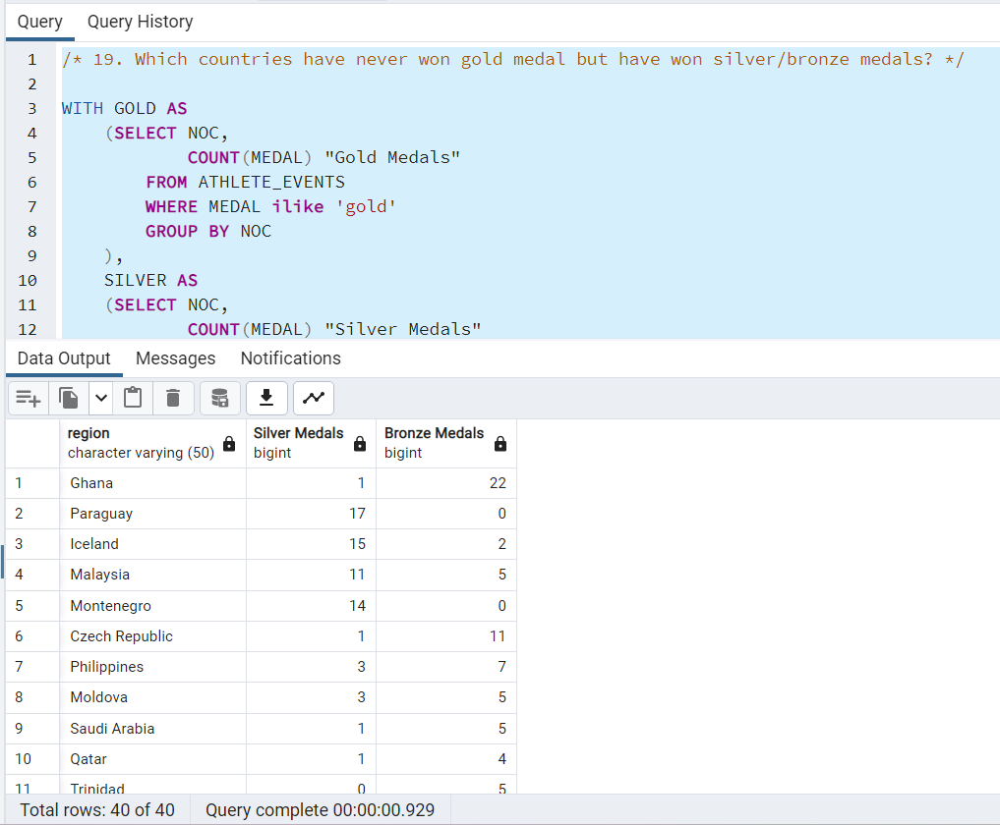 Query Query History
1 /* 19. Which countries have never won gold medal but have won silver/bronze medals? */
2
3 WITH GOLD AS
4 (SELECT NOC,
5 COUNT(MEDAL) "Gold Medals"
6 FROM ATHLETE_EVENTS
7 WHERE MEDAL ilike 'gold'
8 GROUP BY NOC
9 ),
10 SILVER AS
11 (SELECT NOC,
12 COUNT(MEDAL) "Silver Medals"
Data Output Messages Notifications
region Silver Medals Bronze Medals
character varying (50) bigint bigint
1 Ghana 1 22
2 Paraguay 17 0
3 Iceland 15 2
4 Malaysia 11 5
5 Montenegro 14 0
6 Czech Republic 1 11
7 Philippines 3 7
8 Moldova 3 5
9 Saudi Arabia 1 5
10 Qatar 1 4
11 Trinidad 0 5
Total rows: 40 of 40 Query complete 00:00:00.929